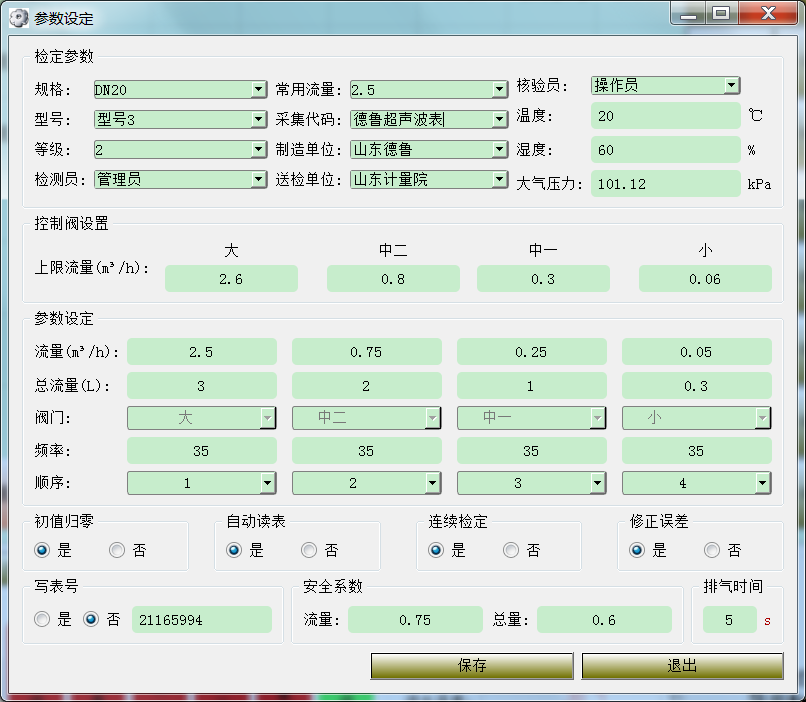 参数设定
检定参数
规格: DN20 常用流量: 2.5 核验员: 操作员
型号: 型号3 采集代码: 德鲁超声波表 温度: 20 ℃
等级: 2 制造单位: 山东德鲁 湿度: 60 %
检测员: 管理员 送检单位: 山东计量院 大气压力: 101.12 kPa
控制阀设置
大 中二 中一 小
上限流量(m³/h): 2.6 0.8 0.3 0.06
参数设定
流量(m³/h): 2.5 0.75 0.25 0.05
总流量(L): 3 2 1 0.3
阀门: 大 中二 中一 小
频率: 35 35 35 35
顺序: 1 2 3 4
初值归零 自动读表 连续检定 修正误差
是 否 是 否 是 否 是 否
写表号 安全系数 排气时间
是 否 21165994 流量: 0.75 总量: 0.6 5 s
保存 退出